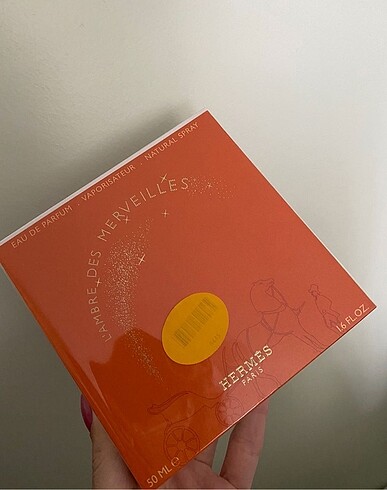 EAU DE PARFUM - VAPORISATEUR - NATURAL SPRAY
L'AMBRE DES MERVEILLES
HERMÈS
PARIS
50 ML℮
1.6 FL.OZ